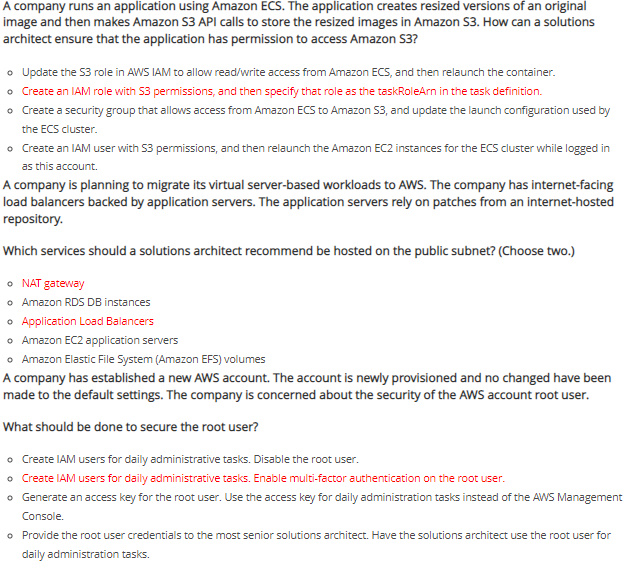 A company runs an application using Amazon ECS. The application creates resized versions of an original
image and then makes Amazon S3 API calls to store the resized images in Amazon S3. How can a solutions
architect ensure that the application has permission to access Amazon S3?
Update the S3 role in AWS IAM to allow read/write access from Amazon ECS, and then relaunch the container.
Create an IAM role with S3 permissions, and then specify that role as the taskRoleArn in the task definition.
Create a security group that allows access from Amazon ECS to Amazon S3, and update the launch configuration used by
the ECS cluster.
Create an IAM user with S3 permissions, and then relaunch the Amazon EC2 instances for the ECS cluster while logged in
as this account.
A company is planning to migrate its virtual server-based workloads to AWS. The company has internet-facing
load balancers backed by application servers. The application servers rely on patches from an internet-hosted
repository.
Which services should a solutions architect recommend be hosted on the public subnet? (Choose two.)
NAT gateway
Amazon RDS DB instances
Application Load Balancers
Amazon EC2 application servers
Amazon Elastic File System (Amazon EFS) volumes
A company has established a new AWS account. The account is newly provisioned and no changed have been
made to the default settings. The company is concerned about the security of the AWS account root user.
What should be done to secure the root user?
Create IAM users for daily administrative tasks. Disable the root user.
Create IAM users for daily administrative tasks. Enable multi-factor authentication on the root user.
Generate an access key for the root user. Use the access key for daily administration tasks instead of the AWS Management
Console.
Provide the root user credentials to the most senior solutions architect. Have the solutions architect use the root user for
daily administration tasks.